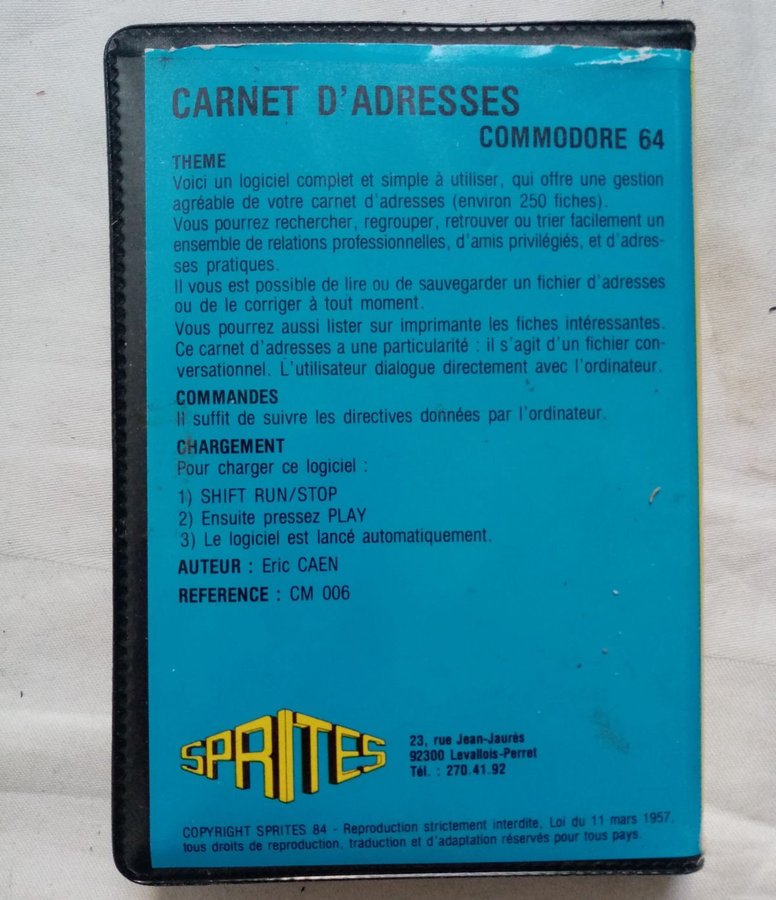 CARNET D'ADRESSES
COMMODORE 64
THEME
Voici un logiciel complet et simple à utiliser, qui offre une gestion
agréable de votre carnet d'adresses (environ 250 fiches).
Vous pourrez rechercher, regrouper, retrouver ou trier facilement un
ensemble de relations professionnelles, d'amis privilégiés, et d'adres-
ses pratiques.
Il vous est possible de lire ou de sauvegarder un fichier d'adresses
ou de le corriger à tout moment.
Vous pourrez aussi lister sur imprimante les fiches intéressantes.
Ce carnet d'adresses a une particularité : il s'agit d'un fichier con-
versationnel. L'utilisateur dialogue directement avec l'ordinateur.
COMMANDES
Il suffit de suivre les directives données par l'ordinateur.
CHARGEMENT
Pour charger ce logiciel :
1) SHIFT RUN/STOP
2) Ensuite pressez PLAY
3) Le logiciel est lancé automatiquement.
AUTEUR : Eric CAEN
REFERENCE : CM 006
SPRITES
23, rue Jean-Jaurès
92300 Levallois-Perret
Tél. : 270.41.92
COPYRIGHT SPRITES 84 - Reproduction strictement interdite, Loi du 11 mars 1957,
tous droits de reproduction, traduction et d'adaptation réservés pour tous pays.